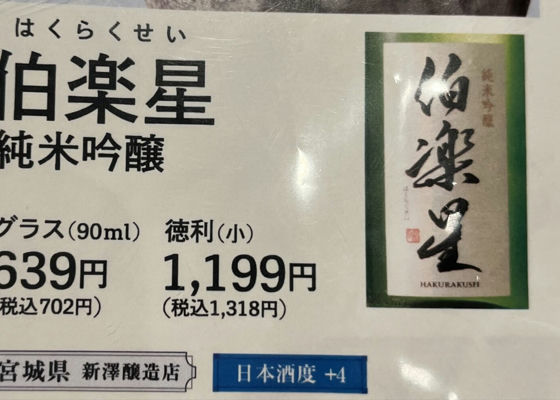 はくらくせい
伯楽星
純米吟醸
グラス(90ml) 徳利(小)
639円 1,199円
(税込702円) (税込1,318円)
宮城県 新澤醸造店 日本酒度 +4
純米吟醸
伯楽星
HAKURAKUSEI